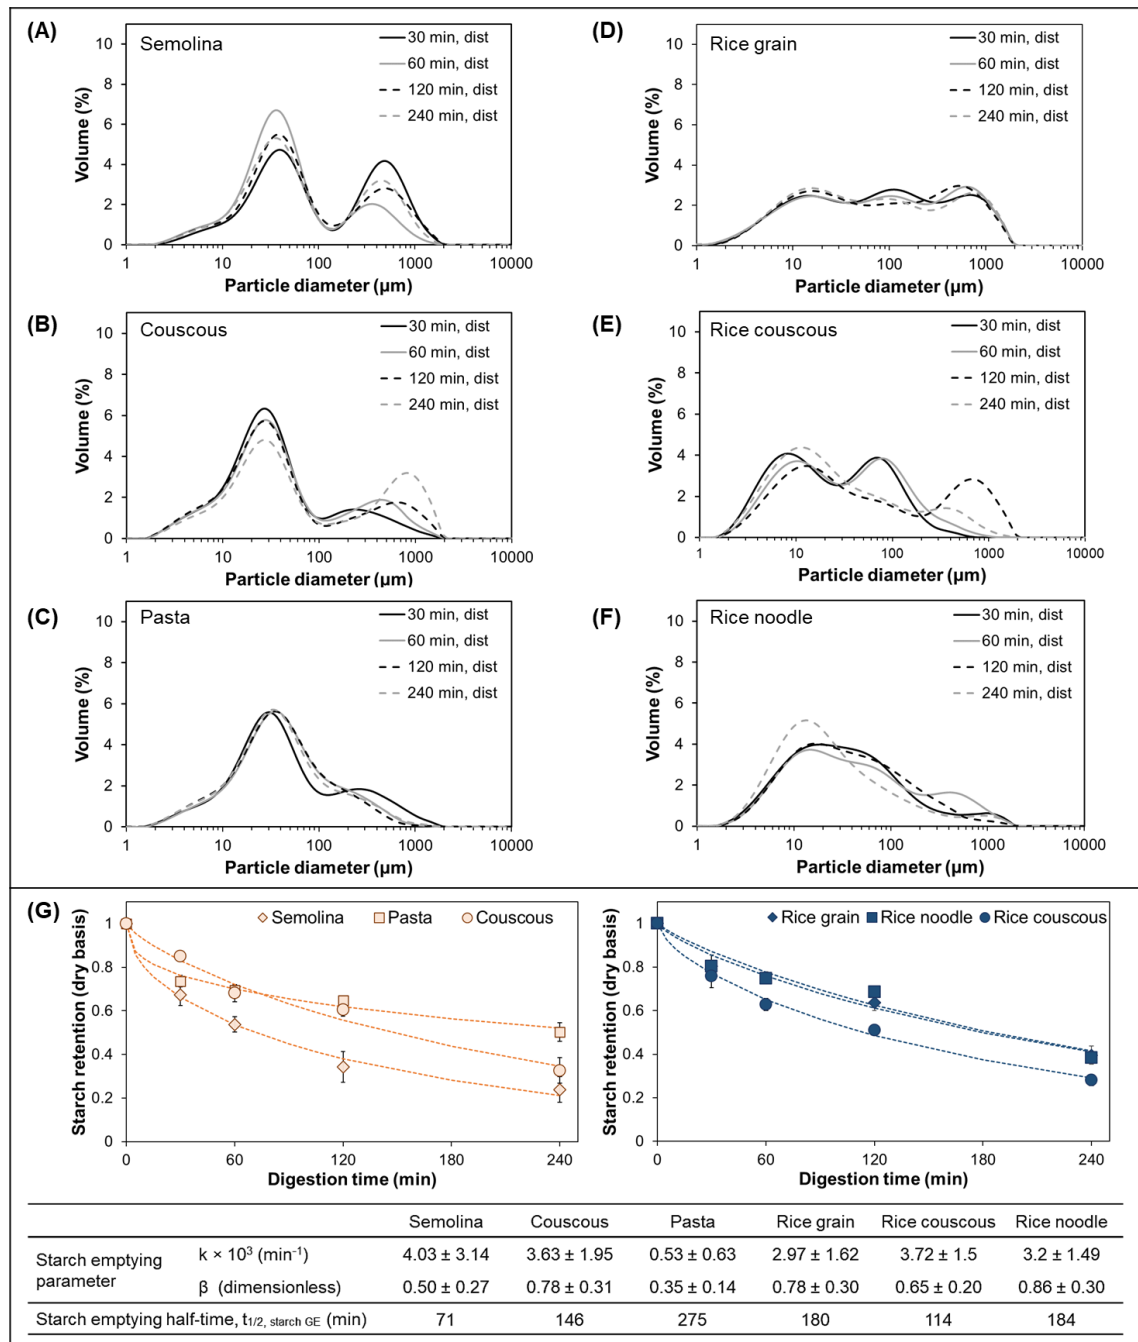 (A)
Semolina
30 min, dist
60 min, dist
120 min, dist
240 min, dist
Volume (%)
10
8
6
4
2
0
1
10
100
1000
10000
Particle diameter (µm)
(D)
Rice grain
30 min, dist
60 min, dist
120 min, dist
240 min, dist
Volume (%)
10
8
6
4
2
0
1
10
100
1000
10000
Particle diameter (µm)
(B)
Couscous
30 min, dist
60 min, dist
120 min, dist
240 min, dist
Volume (%)
10
8
6
4
2
0
1
10
100
1000
10000
Particle diameter (µm)
(E)
Rice couscous
30 min, dist
60 min, dist
120 min, dist
240 min, dist
Volume (%)
10
8
6
4
2
0
1
10
100
1000
10000
Particle diameter (µm)
(C)
Pasta
30 min, dist
60 min, dist
120 min, dist
240 min, dist
Volume (%)
10
8
6
4
2
0
1
10
100
1000
10000
Particle diameter (µm)
(F)
Rice noodle
30 min, dist
60 min, dist
120 min, dist
240 min, dist
Volume (%)
10
8
6
4
2
0
1
10
100
1000
10000
Particle diameter (µm)
(G)
Semolina Pasta Couscous
Starch retention (dry basis)
1
0.8
0.6
0.4
0.2
0
0
60
120
180
240
Digestion time (min)
Rice grain Rice noodle Rice couscous
Starch retention (dry basis)
1
0.8
0.6
0.4
0.2
0
0
60
120
180
240
Digestion time (min)
Semolina Couscous Pasta Rice grain Rice couscous Rice noodle
Starch emptying parameter
k × 10³ (min⁻¹) 4.03 ± 3.14 3.63 ± 1.95 0.53 ± 0.63 2.97 ± 1.62 3.72 ± 1.5 3.2 ± 1.49
β (dimensionless) 0.50 ± 0.27 0.78 ± 0.31 0.35 ± 0.14 0.78 ± 0.30 0.65 ± 0.20 0.86 ± 0.30
Starch emptying half-time, t1/2, starch GE (min) 71 146 275 180 114 184